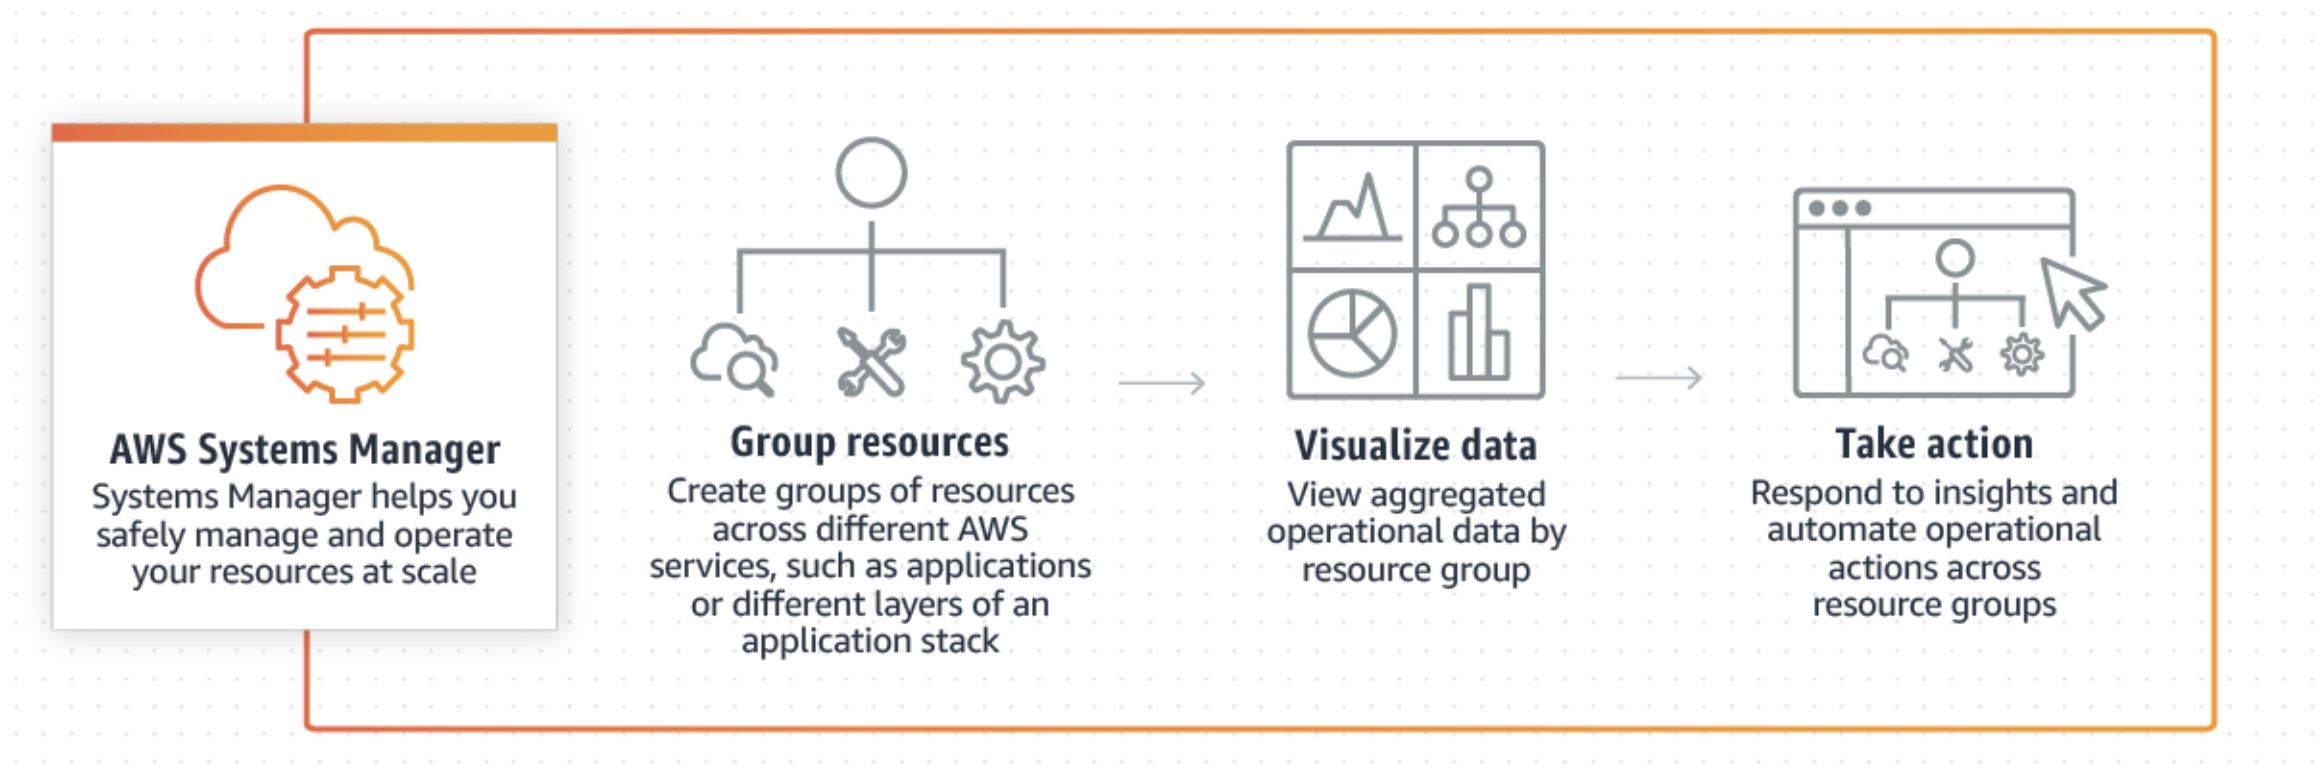 AWS Systems Manager
Systems Manager helps you
safely manage and operate
your resources at scale
Group resources
Create groups of resources
across different AWS
services, such as applications
or different layers of an
application stack
Visualize data
View aggregated
operational data by
resource group
Take action
Respond to insights and
automate operational
actions across
resource groups